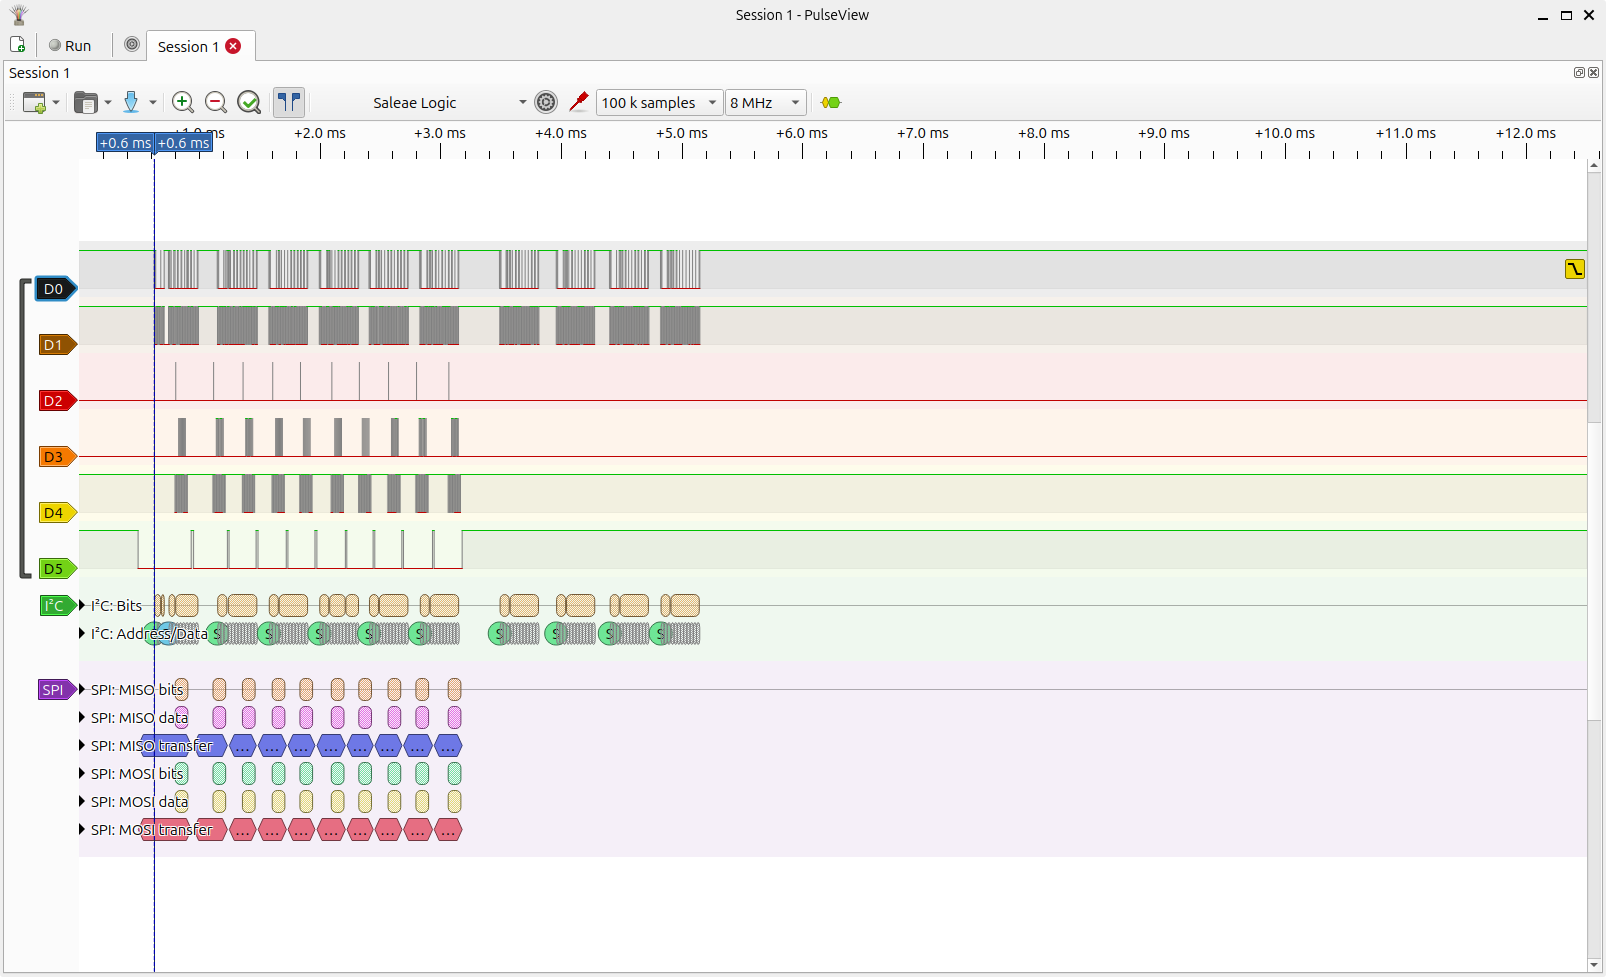 Session 1 - PulseView
Run
Session 1
Session 1
Saleae Logic
100 k samples
8 MHz
+1.0 ms +2.0 ms +3.0 ms +4.0 ms +5.0 ms +6.0 ms +7.0 ms +8.0 ms +9.0 ms +10.0 ms +11.0 ms +12.0 ms
+0.6 ms +0.6 ms
D0
D1
D2
D3
D4
D5
I²C I²C: Bits
I²C: Address/Data S S S S S S S S S
SPI SPI: MISO bits
SPI: MISO data
SPI: MISO transfer ... ... ... ... ... ... ... ...
SPI: MOSI bits
SPI: MOSI data
SPI: MOSI transfer ... ... ... ... ... ... ... ...